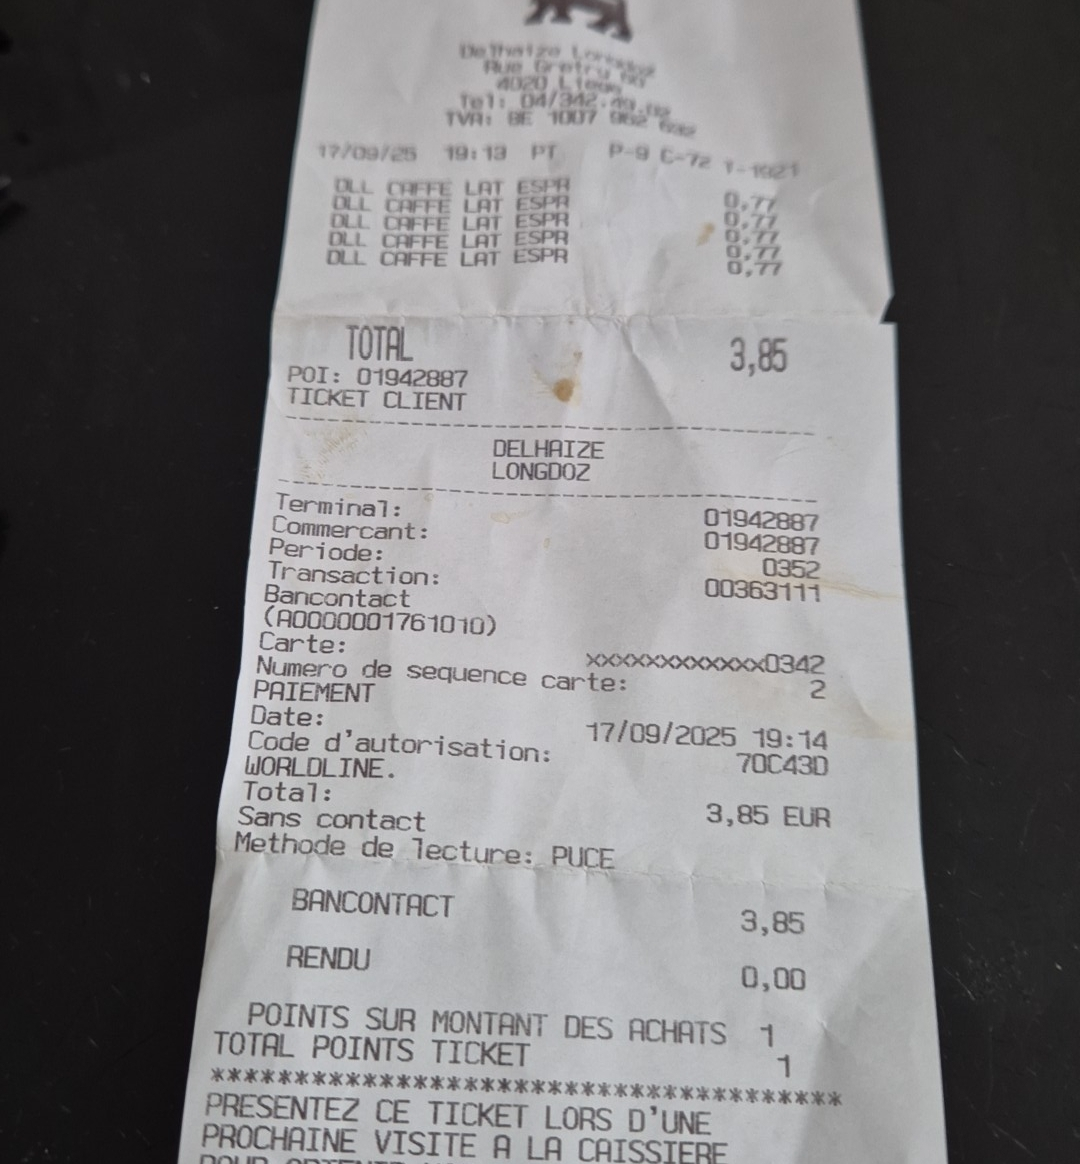 Delhaize Longdoz
Rue Gretry
4020 Liege
Tel: 04/342.49.
TVA: BE 1007 962
17/09/25 19:13 PT P-9 C-72 T-1921
DLL CAFFE LAT ESPR 0,77
DLL CAFFE LAT ESPR 0,77
DLL CAFFE LAT ESPR 0,77
DLL CAFFE LAT ESPR 0,77
DLL CAFFE LAT ESPR 0,77
TOTAL 3,85
POI: 01942887
TICKET CLIENT
DELHAIZE
LONGDOZ
Terminal: 01942887
Commercant: 01942887
Periode: 0352
Transaction: 00363111
Bancontact
(A0000001761010)
Carte: xxxxxxxxxxxxx0342
Numero de sequence carte: 2
PAIEMENT
Date: 17/09/2025 19:14
Code d'autorisation: 70C43D
WORLDLINE.
Total: 3,85 EUR
Sans contact
Methode de lecture: PUCE
BANCONTACT 3,85
RENDU 0,00
POINTS SUR MONTANT DES ACHATS 1
TOTAL POINTS TICKET 1
****************************************
PRESENTEZ CE TICKET LORS D'UNE
PROCHAINE VISITE A LA CAISSIERE